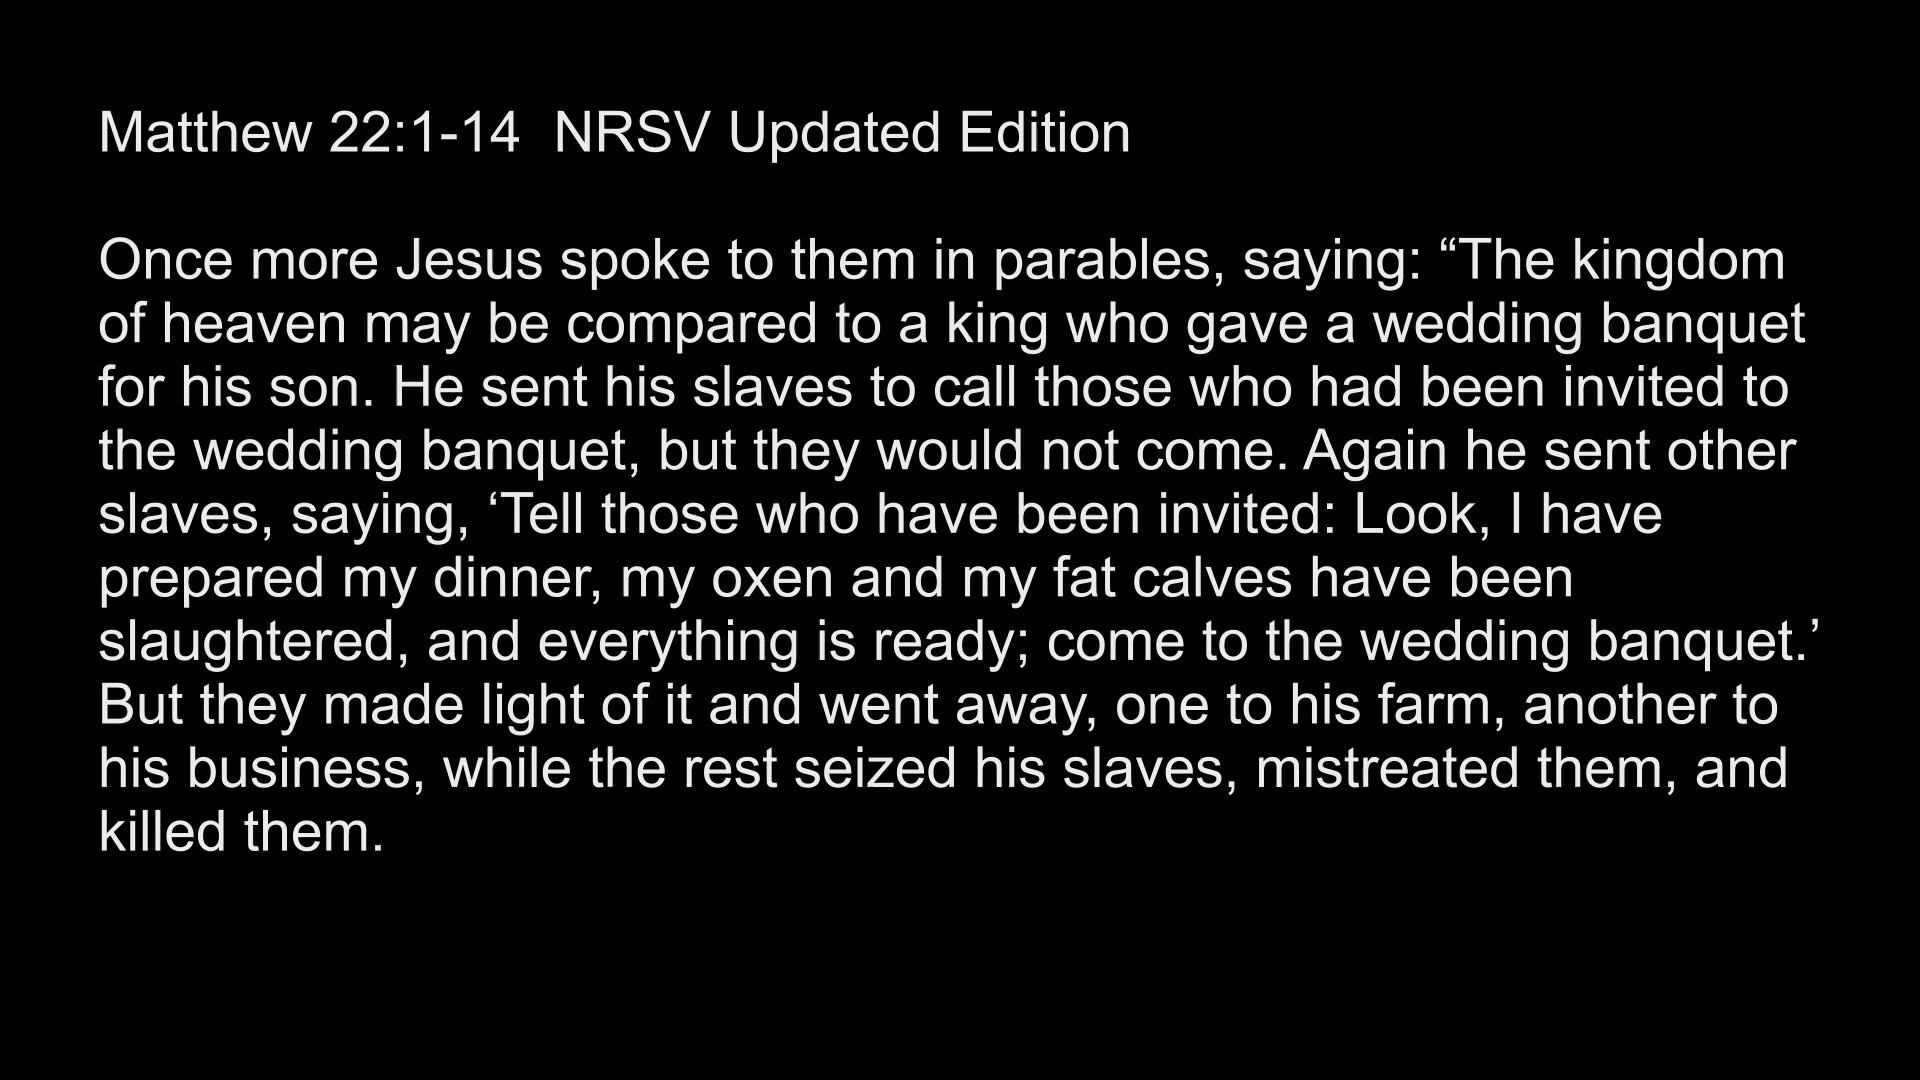 Matthew 22:1-14  NRSV Updated Edition
Once more Jesus spoke to them in parables, saying: “The kingdom
of heaven may be compared to a king who gave a wedding banquet
for his son. He sent his slaves to call those who had been invited to
the wedding banquet, but they would not come. Again he sent other
slaves, saying, ‘Tell those who have been invited: Look, I have
prepared my dinner, my oxen and my fat calves have been
slaughtered, and everything is ready; come to the wedding banquet.’
But they made light of it and went away, one to his farm, another to
his business, while the rest seized his slaves, mistreated them, and
killed them.